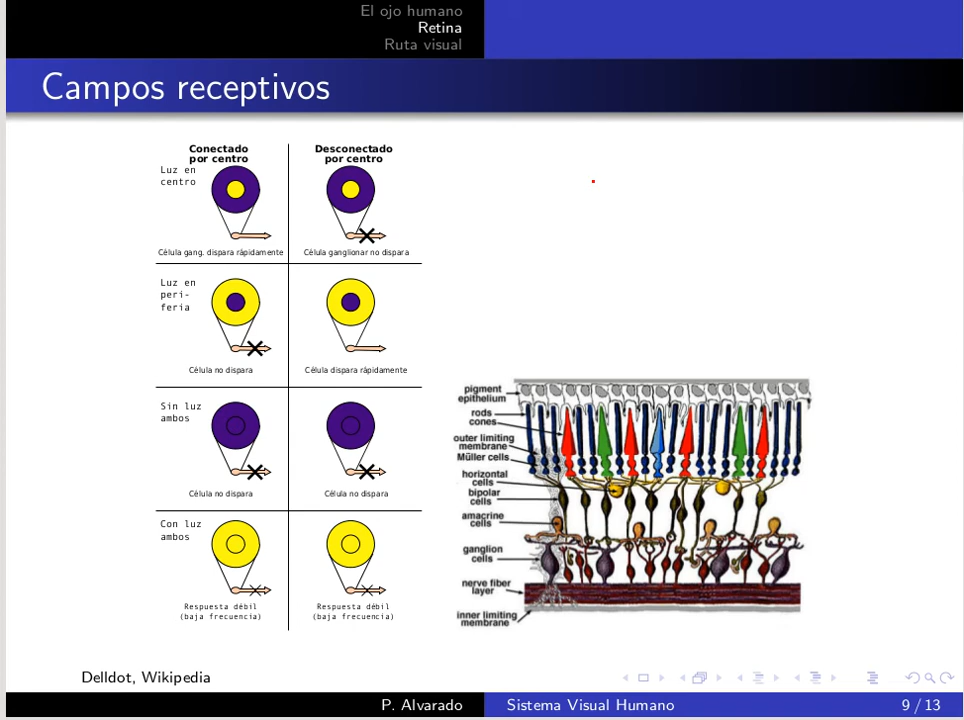 El ojo humano
Retina
Ruta visual
Campos receptivos
Conectado
por centro
Desconectado
por centro
Luz en
centro
Célula gang. dispara rápidamente
Célula ganglionar no dispara
Luz en
peri-
feria
Célula no dispara
Célula dispara rápidamente
Sin luz
ambos
Célula no dispara
Célula no dispara
Con luz
ambos
Respuesta débil
(baja frecuencia)
Respuesta débil
(baja frecuencia)
pigment
epithelium
rods
cones
outer limiting
membrane
Müller cells
horizontal
cells
bipolar
cells
amacrine
cells
ganglion
cells
nerve fiber
layer
inner limiting
membrane
Delldot, Wikipedia
P. Alvarado
Sistema Visual Humano
9 / 13